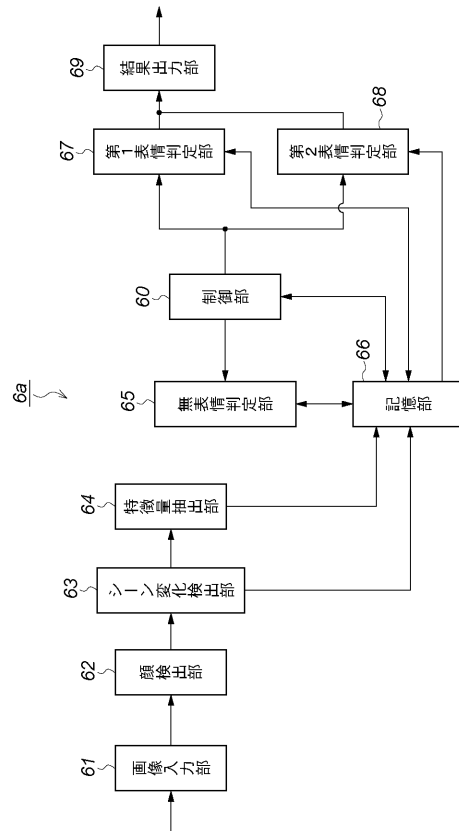 6a
61
画像入力部
62
顔検出部
63
シーン変化検出部
64
特徴量抽出部
65
無表情判定部
66
記憶部
60
制御部
67
第1表情判定部
68
第2表情判定部
69
結果出力部